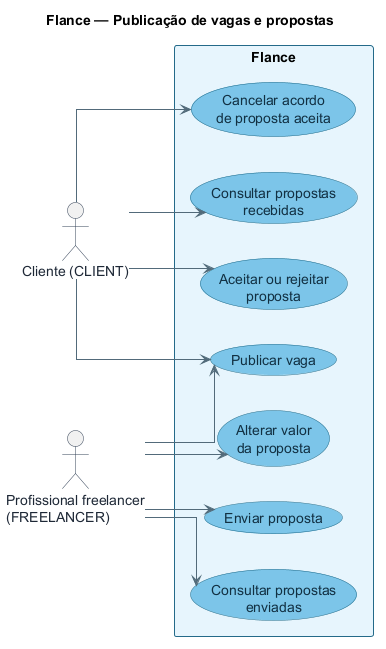 Flance — Publicação de vagas e propostas
Flance
Cancelar acordo
de proposta aceita
Consultar propostas
recebidas
Cliente (CLIENT)
Aceitar ou rejeitar
proposta
Publicar vaga
Alterar valor
da proposta
Profissional freelancer
(FREELANCER)
Enviar proposta
Consultar propostas
enviadas